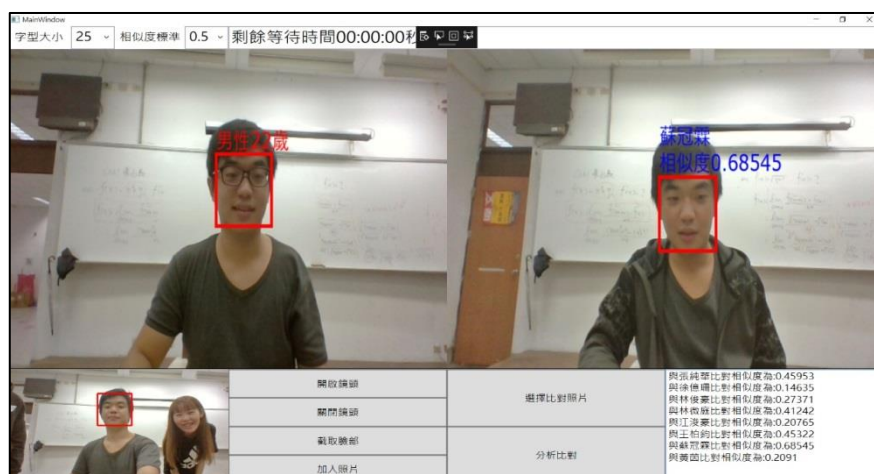 MainWindow
字型大小 25 相似度標準 0.5 剩餘等待時間00:00:00秒
男性22歲
蘇冠霖
相似度0.68545
開啟鏡頭
關閉鏡頭
截取臉部
加入照片
選擇比對照片
分析比對
與張純華比對相似度為:0.45953
與徐億珊比對相似度為:0.14635
與林俊豪比對相似度為:0.27371
與林微庭比對相似度為:0.41242
與江浚豪比對相似度為:0.20765
與王柏鈞比對相似度為:0.45322
與蘇冠霖比對相似度為:0.68545
與黃茵比對相似度為:0.2091